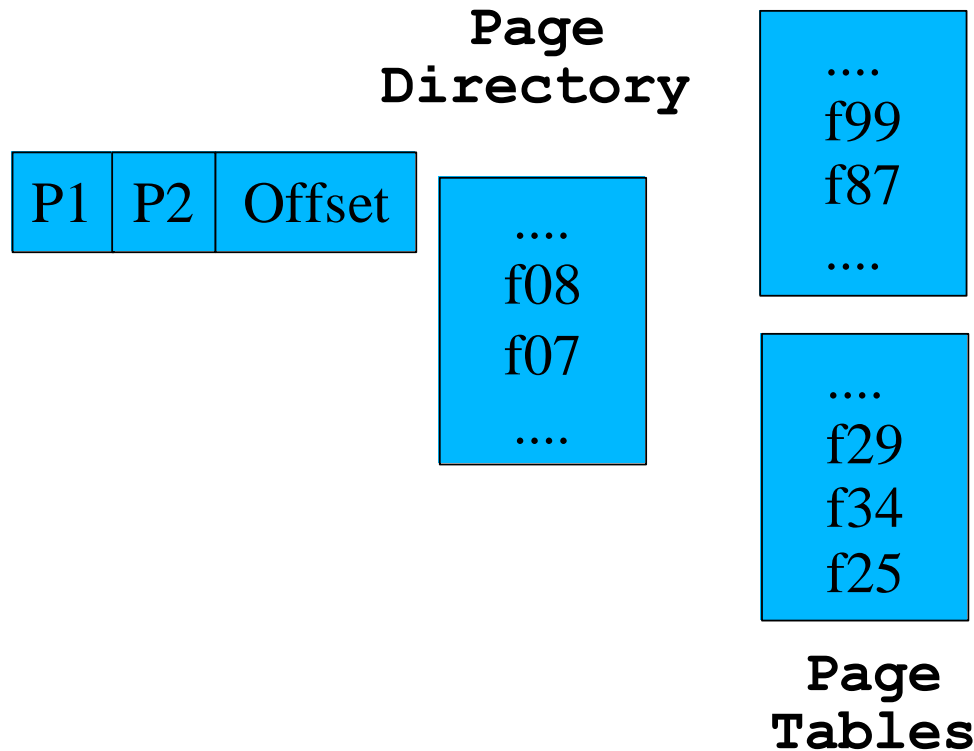 Page
Directory
P1 P2 Offset
....
f08
f07
....
....
f99
f87
....
....
f29
f34
f25
Page
Tables